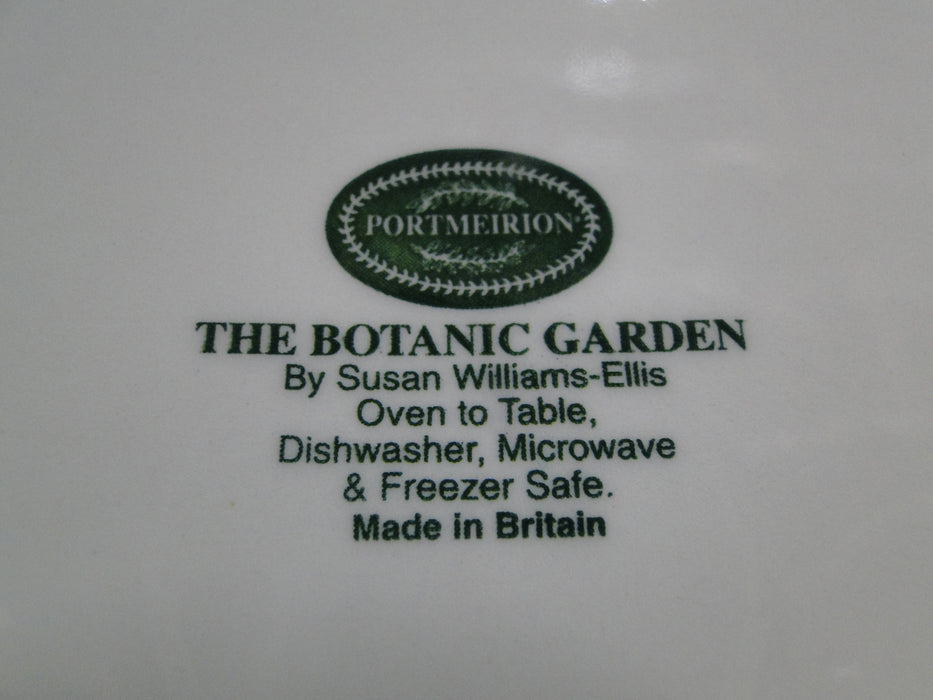 PORTMEIRION®
THE BOTANIC GARDEN
By Susan Williams-Ellis
Oven to Table,
Dishwasher, Microwave
& Freezer Safe.
Made in Britain